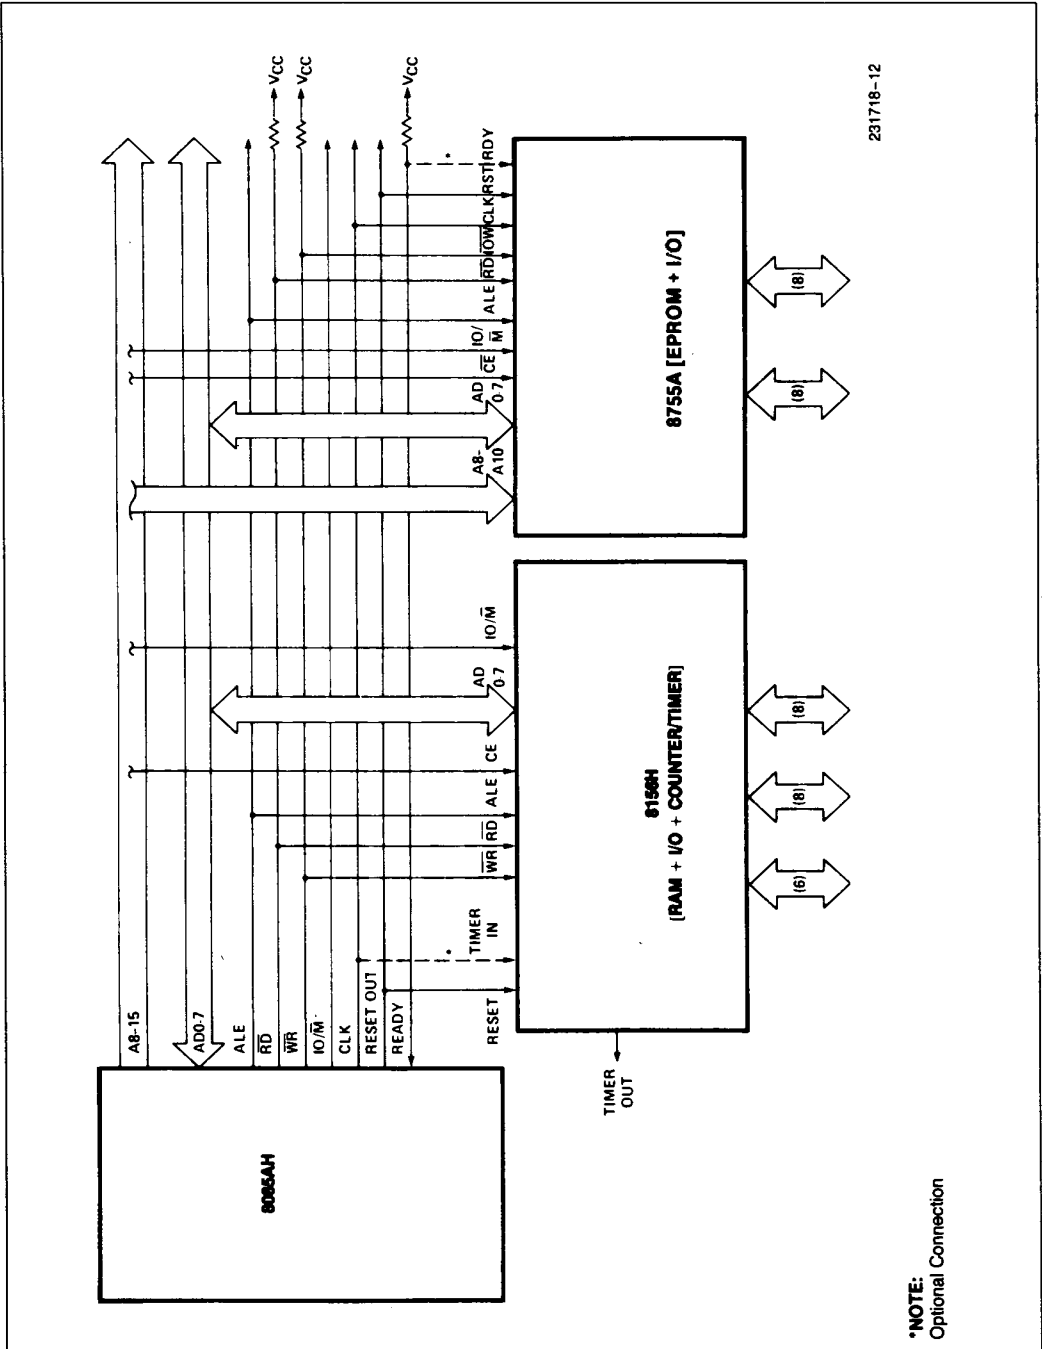 8085AH
A8-15
AD0-7
ALE
RD
WR
IO/M
CLK
RESET OUT
READY
VCC
VCC
VCC
RESET
TIMER
IN
*
WR
RD
ALE
CE
AD
0-7
IO/M
A8-
A10
AD
0-7
CE
IO/
M
ALE
RD
IOW
CLK
RST
RDY
*
TIMER
OUT
8156H
[RAM + I/O + COUNTER/TIMER]
8755A [EPROM + I/O]
(6)
(8)
(8)
(8)
(8)
231718-12
*NOTE:
Optional Connection